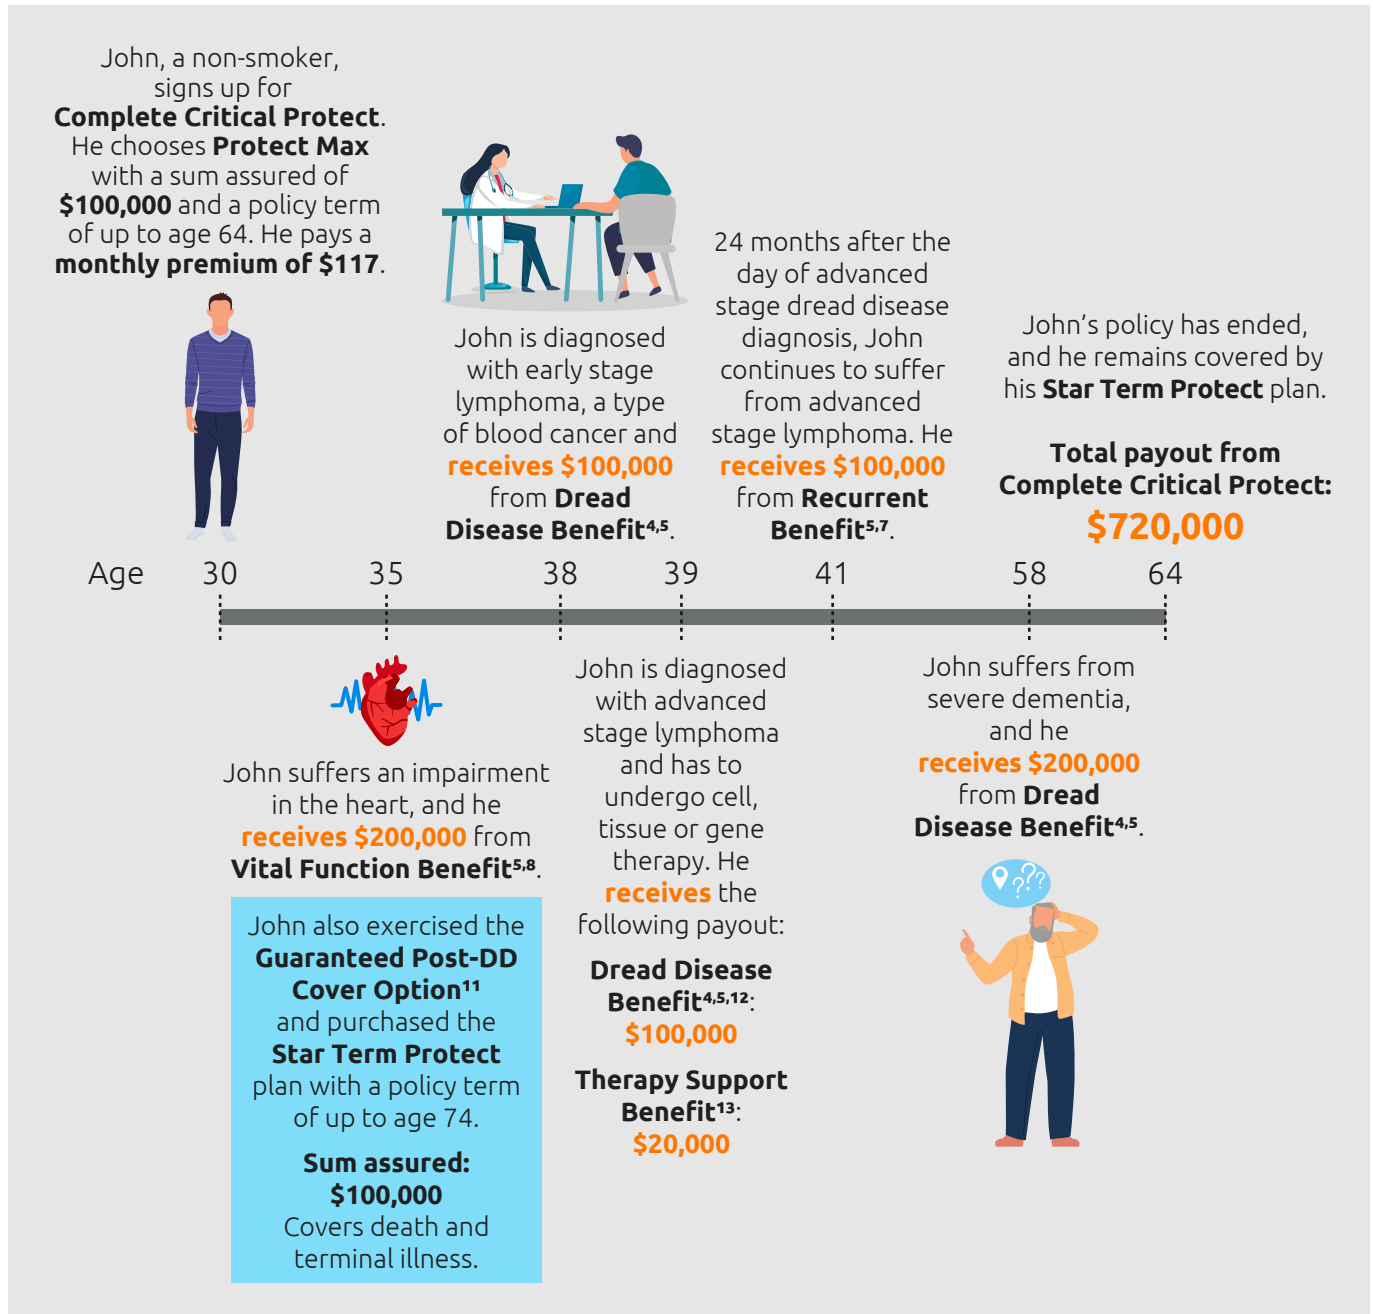 John, a non-smoker,
signs up for
Complete Critical Protect.
He chooses Protect Max
with a sum assured of
$100,000 and a policy term
of up to age 64. He pays a
monthly premium of $117.
John is diagnosed
with early stage
lymphoma, a type
of blood cancer and
receives $100,000
from Dread
Disease Benefit⁴,⁵.
24 months after the
day of advanced
stage dread disease
diagnosis, John
continues to suffer
from advanced
stage lymphoma. He
receives $100,000
from Recurrent
Benefit⁵,⁷.
John’s policy has ended,
and he remains covered by
his Star Term Protect plan.
Total payout from
Complete Critical Protect:
$720,000
Age 30 35 38 39 41 58 64
John suffers an impairment
in the heart, and he
receives $200,000 from
Vital Function Benefit⁵,⁸.
John also exercised the
Guaranteed Post-DD
Cover Option¹¹
and purchased the
Star Term Protect
plan with a policy term
of up to age 74.
Sum assured:
$100,000
Covers death and
terminal illness.
John is diagnosed
with advanced
stage lymphoma
and has to
undergo cell,
tissue or gene
therapy. He
receives the
following payout:
Dread Disease
Benefit⁴,⁵,¹²:
$100,000
Therapy Support
Benefit¹³:
$20,000
John suffers from
severe dementia,
and he
receives $200,000
from Dread
Disease Benefit⁴,⁵.
???